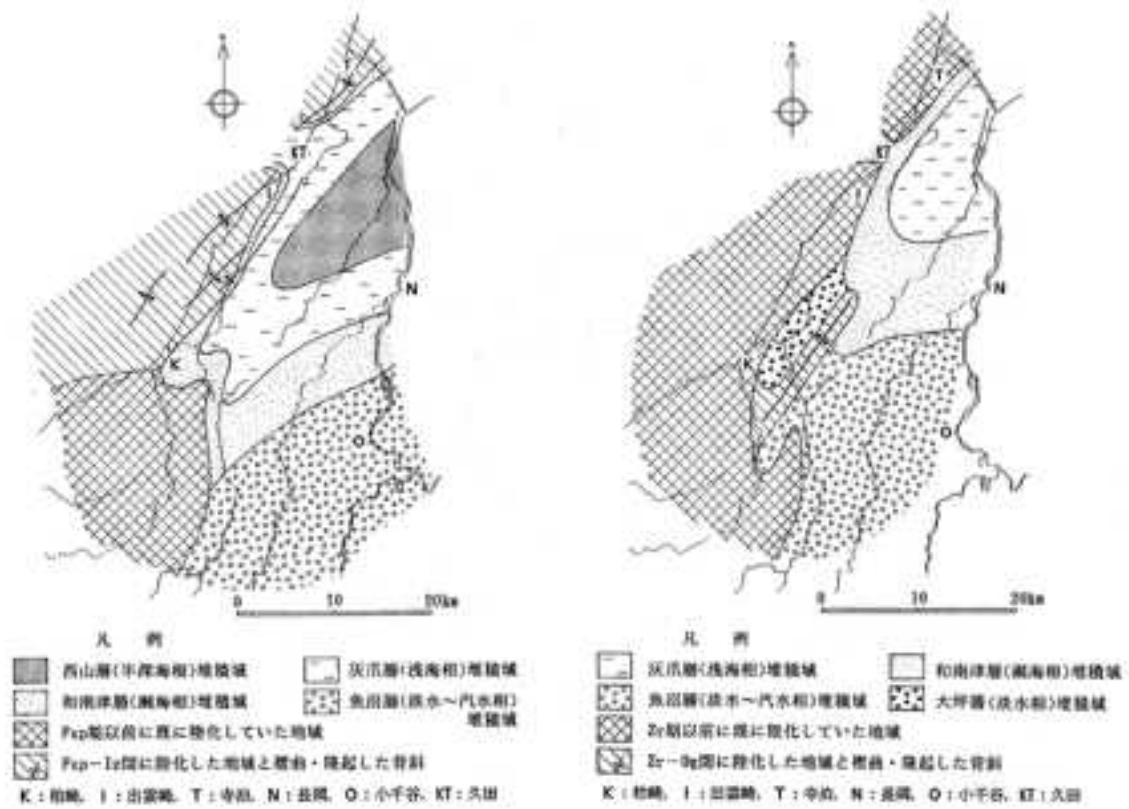 T
KT
I
N
K
O
0 10 20km
凡 例
西山層(半深海相)堆積域
灰爪層(浅海相)堆積域
和南津層(瀕海相)堆積域
魚沼層(淡水~汽水相)
堆積域
Fup期以前に既に陸化していた地域
Fup-Iz間に陸化した地域と褶曲・隆起した背斜
K:柏崎, I:出雲崎, T:寺泊, N:長岡, O:小千谷, KT:久田
T
KT
I
N
K
O
0 10 20km
凡 例
灰爪層(浅海相)堆積域
和南津層(瀕海相)堆積域
魚沼層(淡水~汽水相)堆積域
大坪層(淡水相)堆積域
Zr期以前に既に陸化していた地域
Zr-Og間に陸化した地域と褶曲・隆起した背斜
K:柏崎, I:出雲崎, T:寺泊, N:長岡, O:小千谷, KT:久田